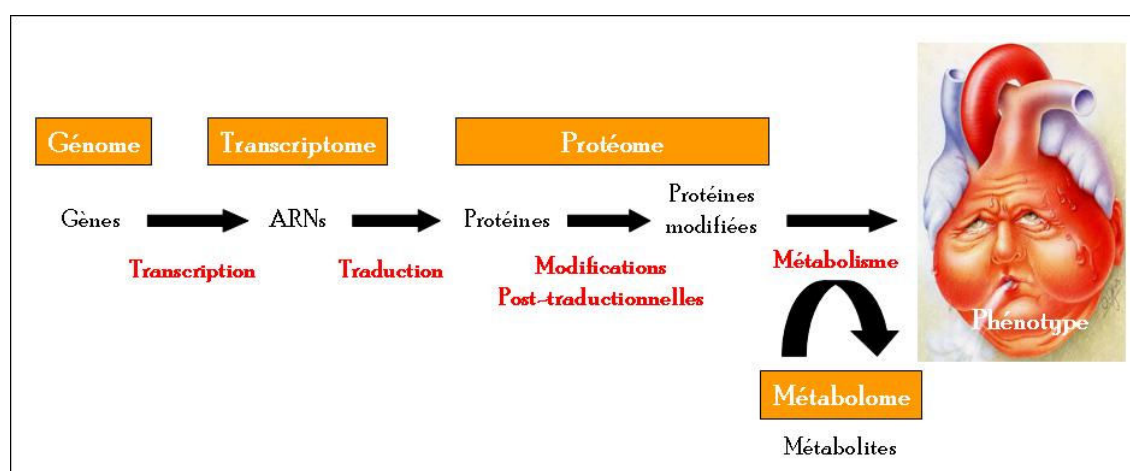 Génome
Transcriptome
Protéome
Gènes
ARNs
Protéines
Protéines
modifiées
Transcription
Traduction
Modifications
Post-traductionnelles
Métabolisme
Phénotype
Métabolome
Métabolites